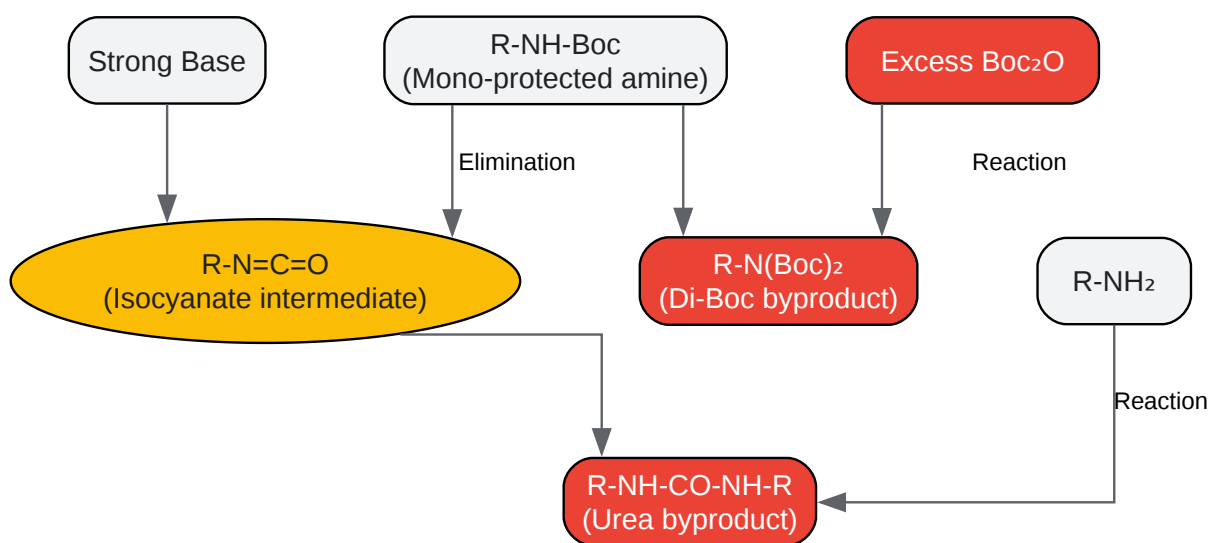 Strong Base
R-NH-Boc
(Mono-protected amine)
Excess Boc₂O
Elimination
Reaction
R-N=C=O
(Isocyanate intermediate)
R-N(Boc)₂
(Di-Boc byproduct)
R-NH₂
Reaction
R-NH-CO-NH-R
(Urea byproduct)